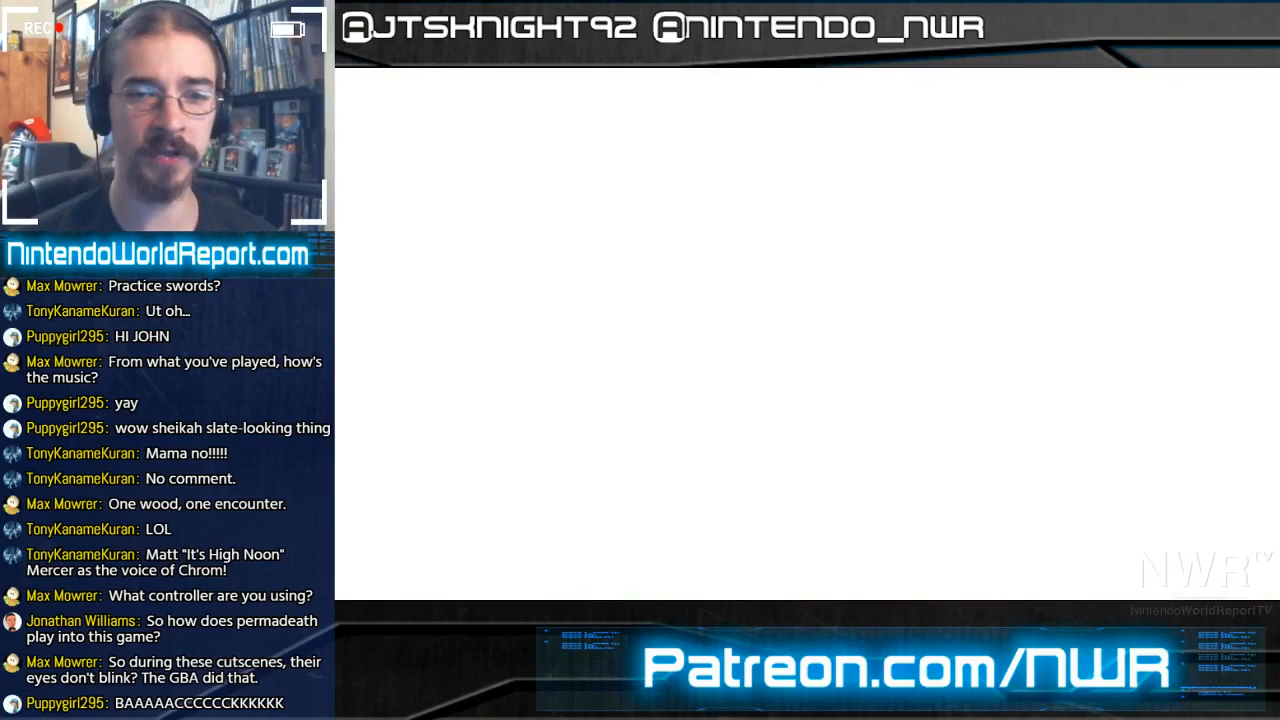 REC
@JTSKNIGHT92 @NINTENDO_NWR
NintendoWorldReport.com
Max Mowrer: Practice swords?
TonyKanameKuran: Ut oh...
Puppygirl295: HI JOHN
Max Mowrer: From what you've played, how's
the music?
Puppygirl295: yay
Puppygirl295: wow sheikah slate-looking thing
TonyKanameKuran: Mama no!!!!!
TonyKanameKuran: No comment.
Max Mowrer: One wood, one encounter.
TonyKanameKuran: LOL
TonyKanameKuran: Matt "It's High Noon"
Mercer as the voice of Chrom!
Max Mowrer: What controller are you using?
Jonathan Williams: So how does permadeath
play into this game?
Max Mowrer: So during these cutscenes, their
eyes don't blink? The GBA did that.
Puppygirl295: BAAAAACCCCCCKKKKKK
NWRTV
NintendoWorldReportTV
Patreon.com/NWR